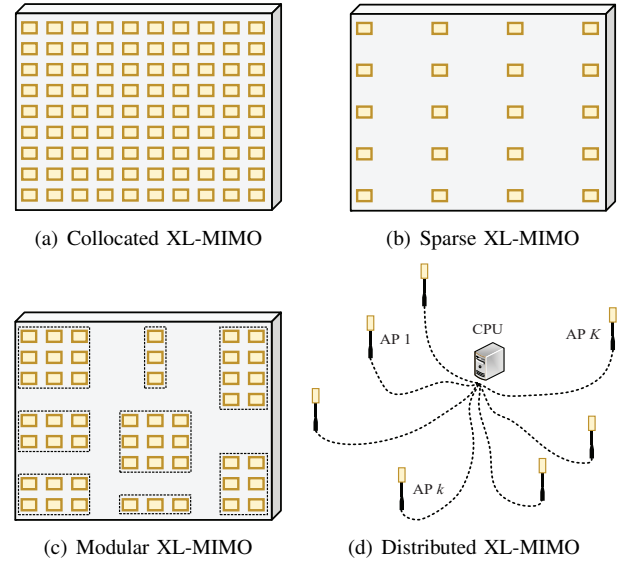 (a) Collocated XL-MIMO
(b) Sparse XL-MIMO
AP 1
CPU
AP K
AP k
(c) Modular XL-MIMO
(d) Distributed XL-MIMO